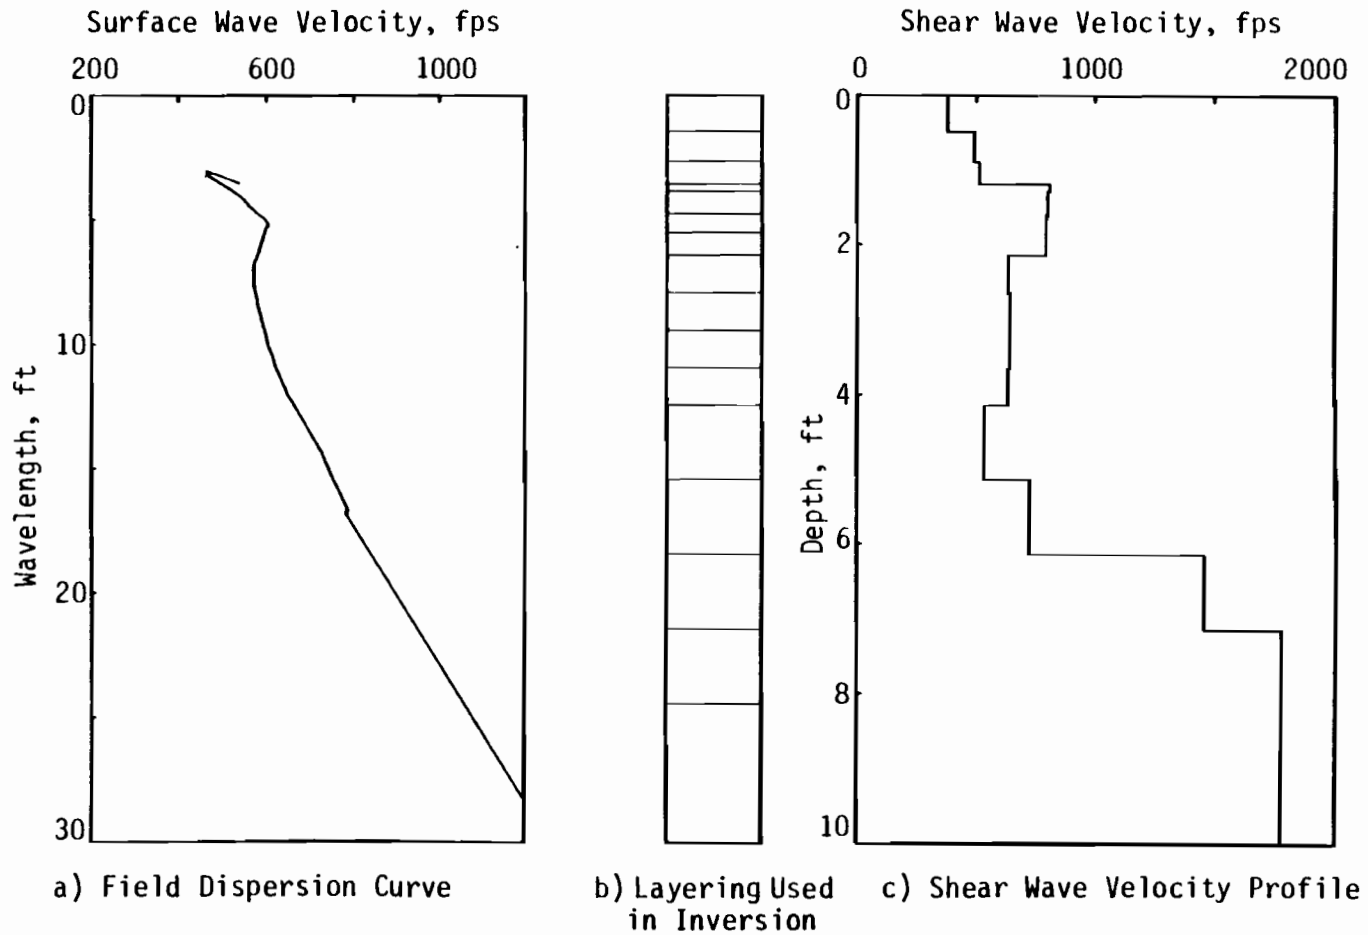 Surface Wave Velocity, fps
200 600 1000
0
10
20
30
Wavelength, ft
a) Field Dispersion Curve
b) Layering Used
in Inversion
Shear Wave Velocity, fps
0 1000 2000
0
2
4
6
8
10
Depth, ft
c) Shear Wave Velocity Profile